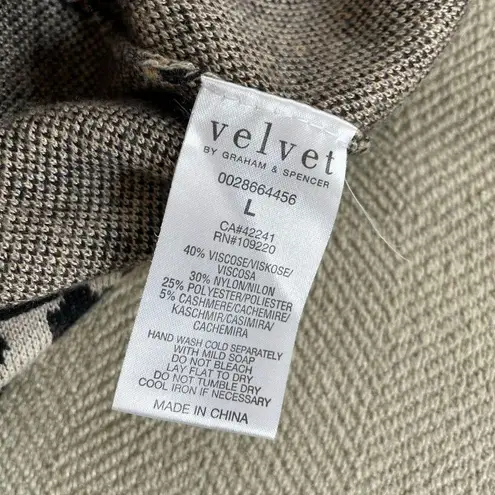 velvet
BY GRAHAM & SPENCER
0028664456
L
CA#42241
RN#109220
40% VISCOSE/VISKOSE/
VISCOSA
30% NYLON/NILON
25% POLYESTER/POLIESTER
5% CASHMERE/CACHEMIRE/
KASCHMIR/CASIMIRA/
CACHEMIRA
HAND WASH COLD SEPARATELY
WITH MILD SOAP
DO NOT BLEACH
LAY FLAT TO DRY
DO NOT TUMBLE DRY
COOL IRON IF NECESSARY
MADE IN CHINA